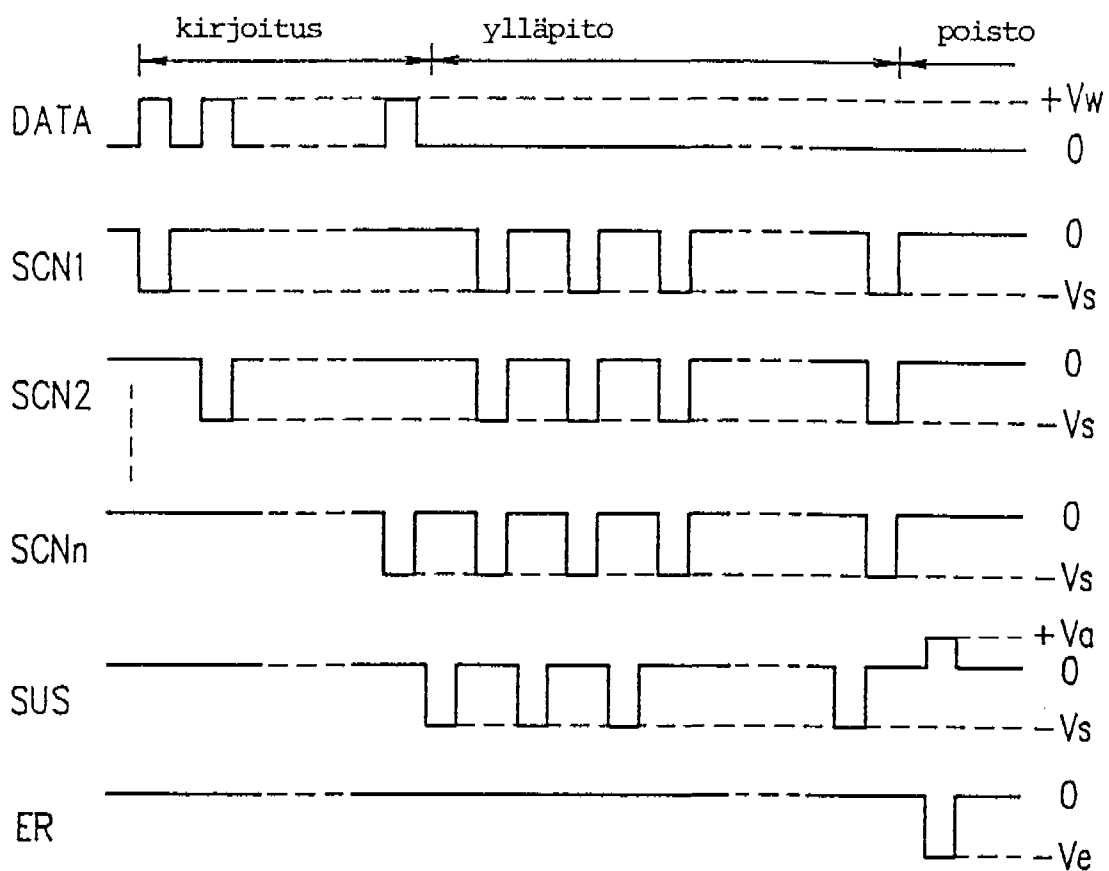 kirjoitus ylläpito poisto
DATA +Vw
0
SCN1 0
-Vs
SCN2 0
-Vs
SCNn 0
-Vs
SUS +Va
0
-Vs
ER 0
-Ve